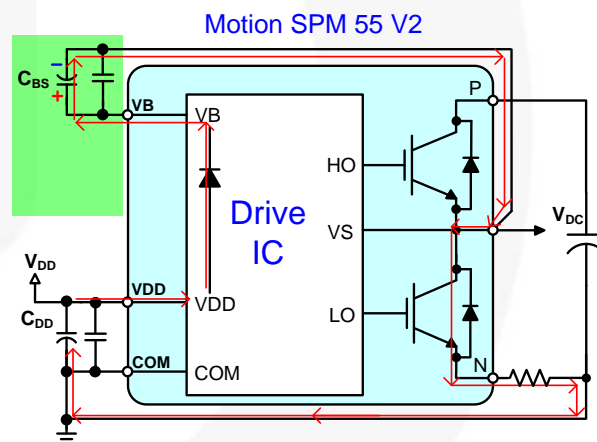 Motion SPM 55 V2
−
CBS
+
VB
VB
P
HO
Drive
IC
VS
VDC
VDD
VDD
VDD
CDD
LO
COM
COM
N